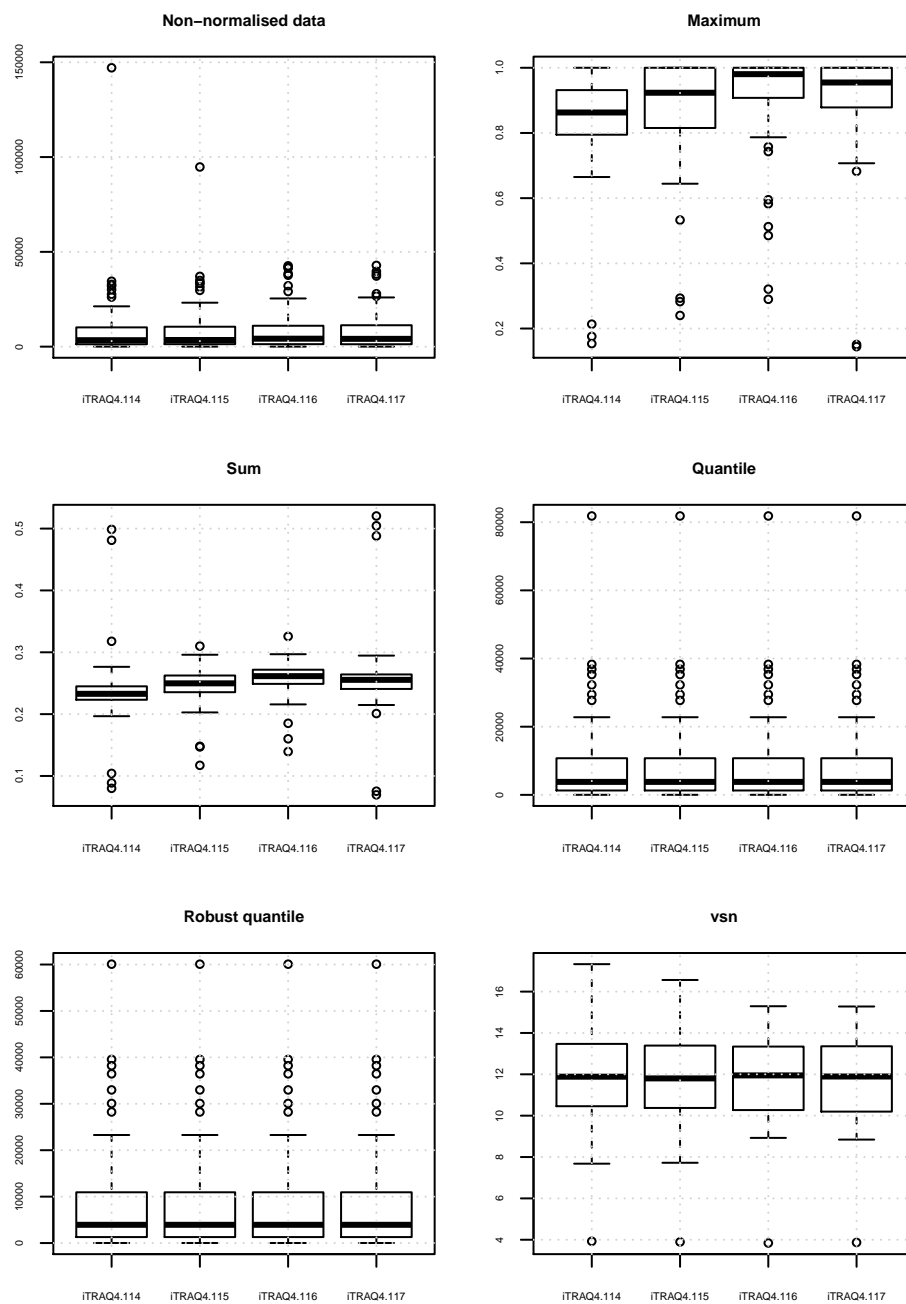 Non−normalised data
150000
100000
50000
0
iTRAQ4.114 iTRAQ4.115 iTRAQ4.116 iTRAQ4.117
Maximum
1.0
0.8
0.6
0.4
0.2
iTRAQ4.114 iTRAQ4.115 iTRAQ4.116 iTRAQ4.117
Sum
0.5
0.4
0.3
0.2
0.1
iTRAQ4.114 iTRAQ4.115 iTRAQ4.116 iTRAQ4.117
Quantile
80000
60000
40000
20000
0
iTRAQ4.114 iTRAQ4.115 iTRAQ4.116 iTRAQ4.117
Robust quantile
60000
50000
40000
30000
20000
10000
0
iTRAQ4.114 iTRAQ4.115 iTRAQ4.116 iTRAQ4.117
vsn
16
14
12
10
8
6
4
iTRAQ4.114 iTRAQ4.115 iTRAQ4.116 iTRAQ4.117